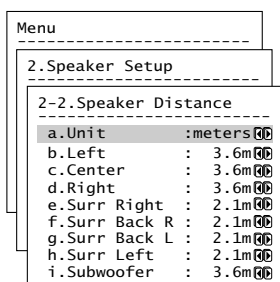 Menu
2.Speaker Setup
2-2.Speaker Distance
a.Unit :meters
b.Left : 3.6m
c.Center : 3.6m
d.Right : 3.6m
e.Surr Right : 2.1m
f.Surr Back R : 2.1m
g.Surr Back L : 2.1m
h.Surr Left : 2.1m
i.Subwoofer : 3.6m